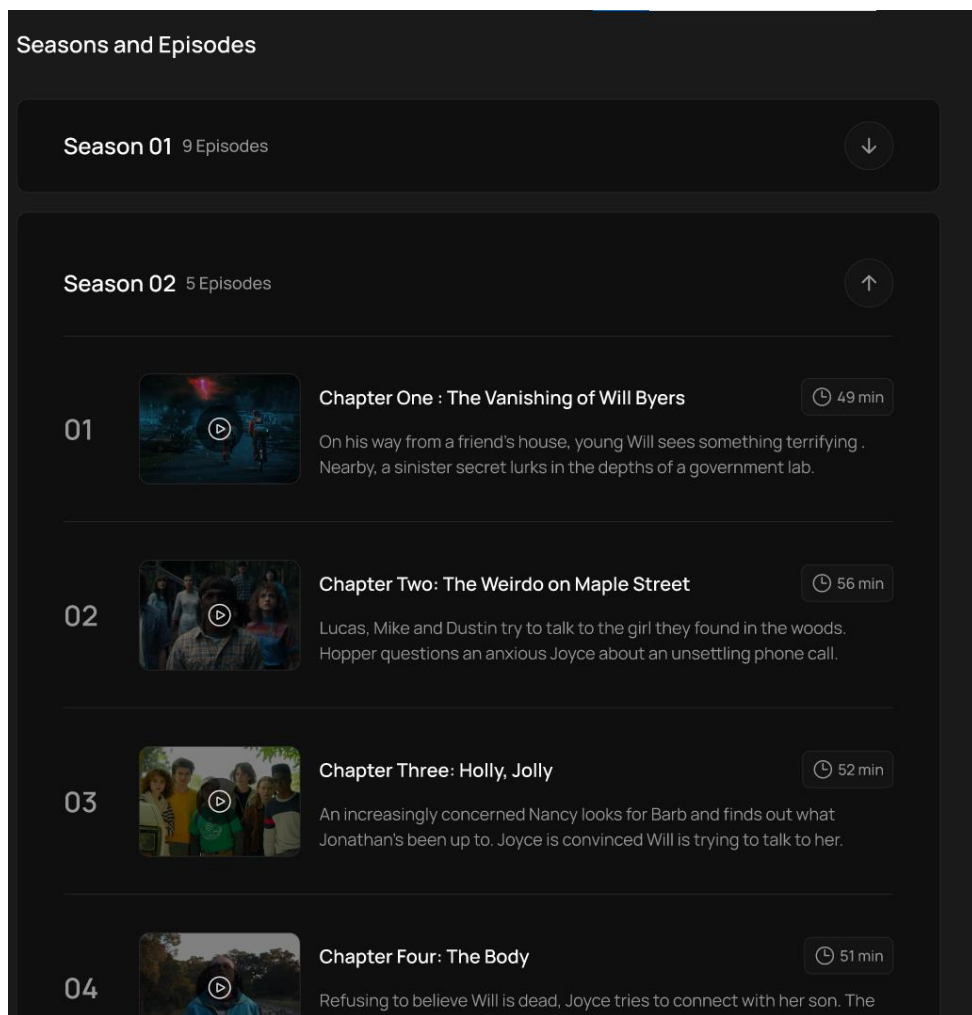 Seasons and Episodes
Season 01 9 Episodes
Season 02 5 Episodes
01
Chapter One : The Vanishing of Will Byers
49 min
On his way from a friend's house, young Will sees something terrifying .
Nearby, a sinister secret lurks in the depths of a government lab.
02
Chapter Two: The Weirdo on Maple Street
56 min
Lucas, Mike and Dustin try to talk to the girl they found in the woods.
Hopper questions an anxious Joyce about an unsettling phone call.
03
Chapter Three: Holly, Jolly
52 min
An increasingly concerned Nancy looks for Barb and finds out what
Jonathan's been up to. Joyce is convinced Will is trying to talk to her.
04
Chapter Four: The Body
51 min
Refusing to believe Will is dead, Joyce tries to connect with her son. The